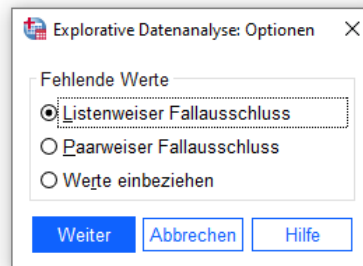 Explorative Datenanalyse: Optionen
Fehlende Werte
Listenweiser Fallausschluss
Paarweiser Fallausschluss
Werte einbeziehen
Weiter Abbrechen Hilfe